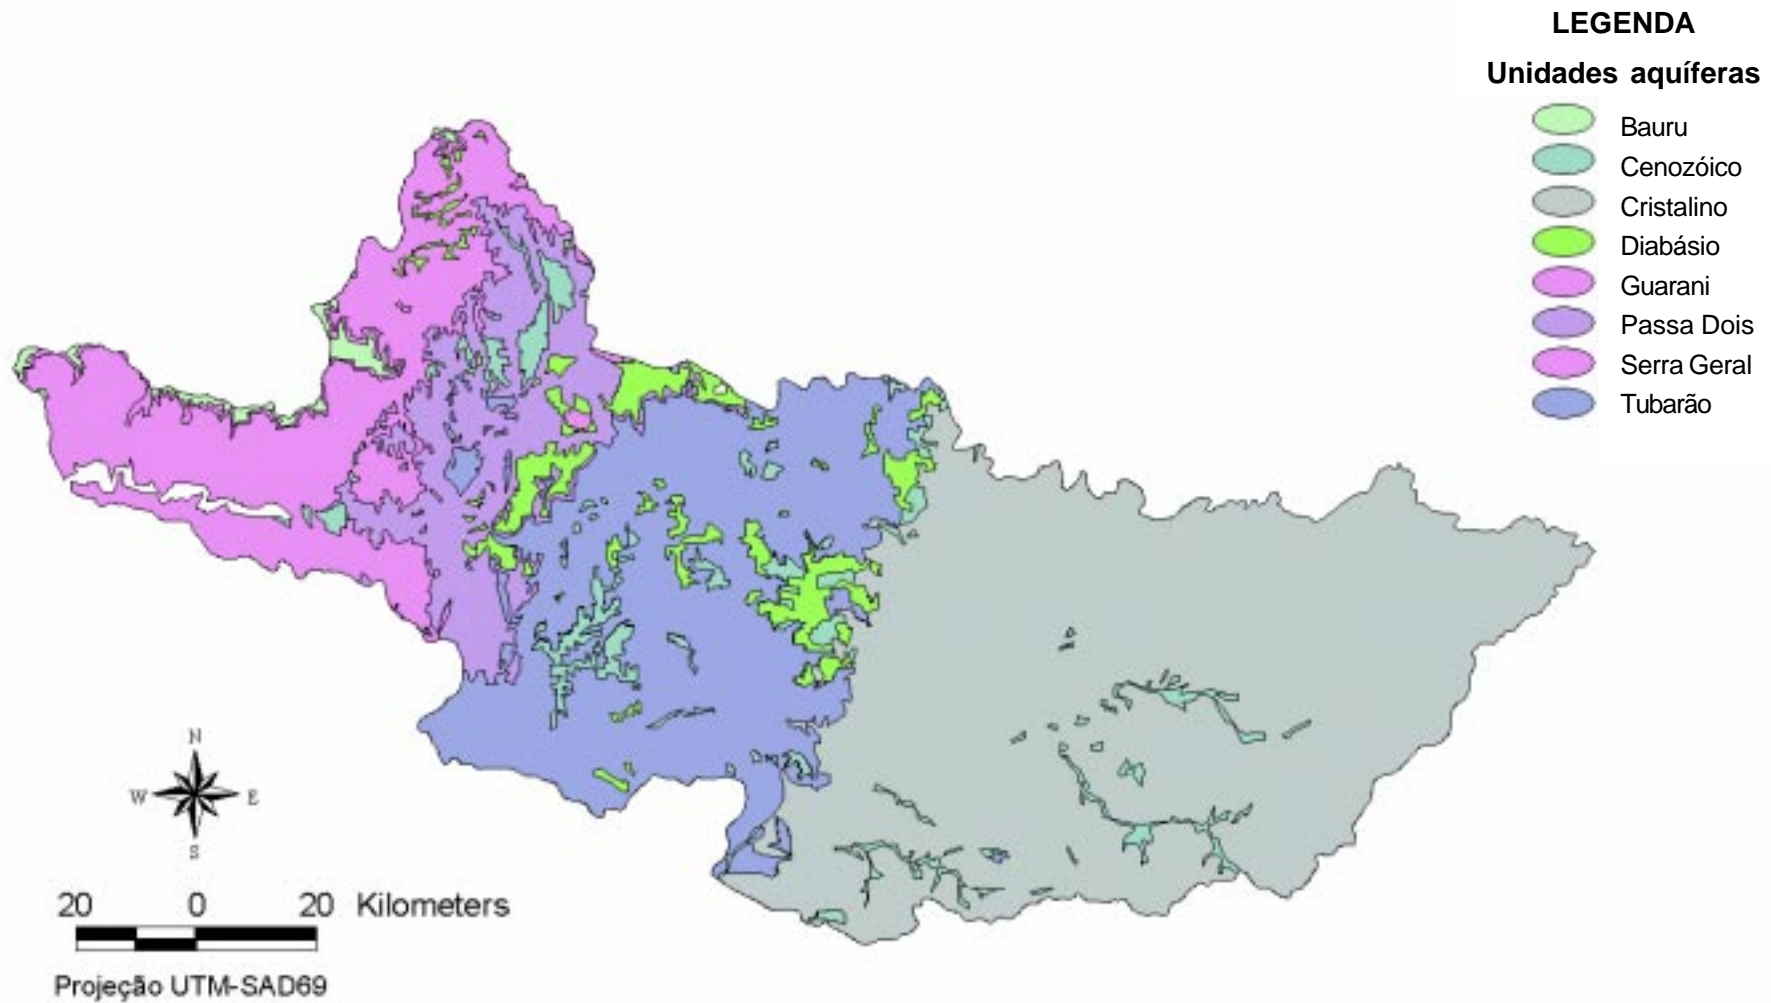 LEGENDA
Unidades aquíferas
Bauru
Cenozóico
Cristalino
Diabásio
Guarani
Passa Dois
Serra Geral
Tubarão
N
W E
S
20 0 20 Kilometers
Projeção UTM-SAD69